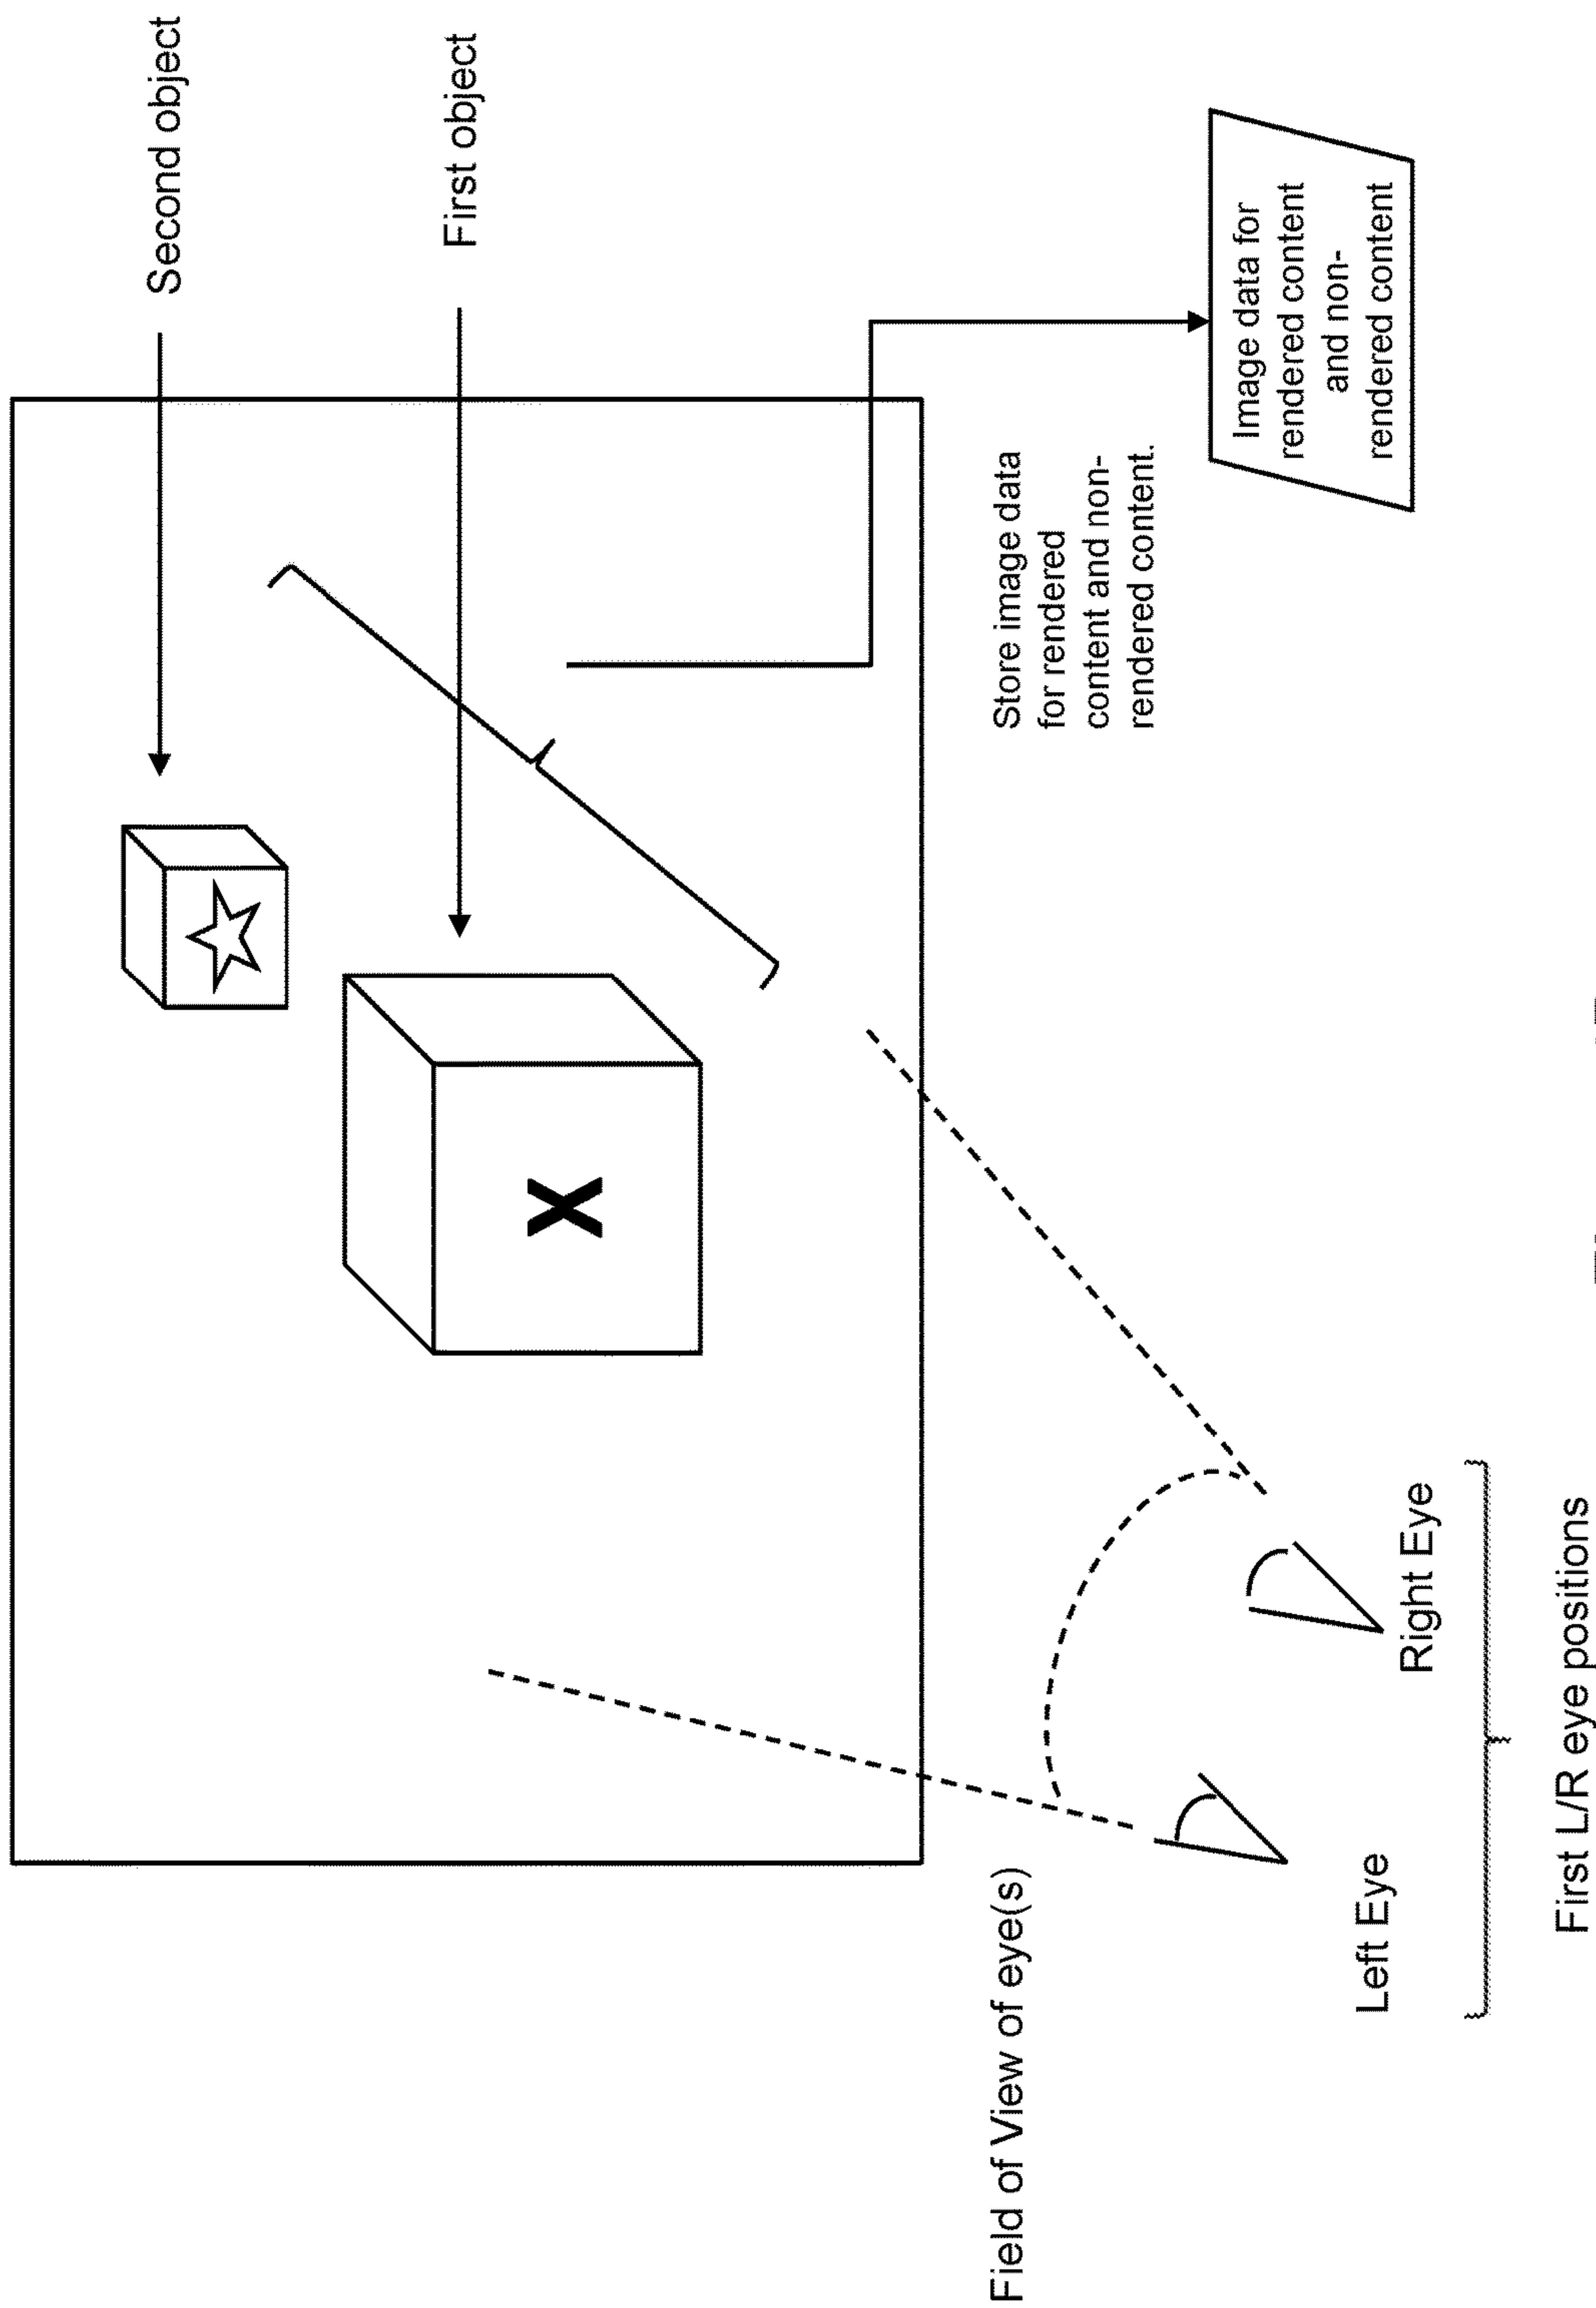 Second object
First object
X
Store image data
for rendered
content and non-
rendered content.
Image data for
rendered content
and non-
rendered content
Field of View of eye(s)
Left Eye
Right Eye
First L/R eye positions